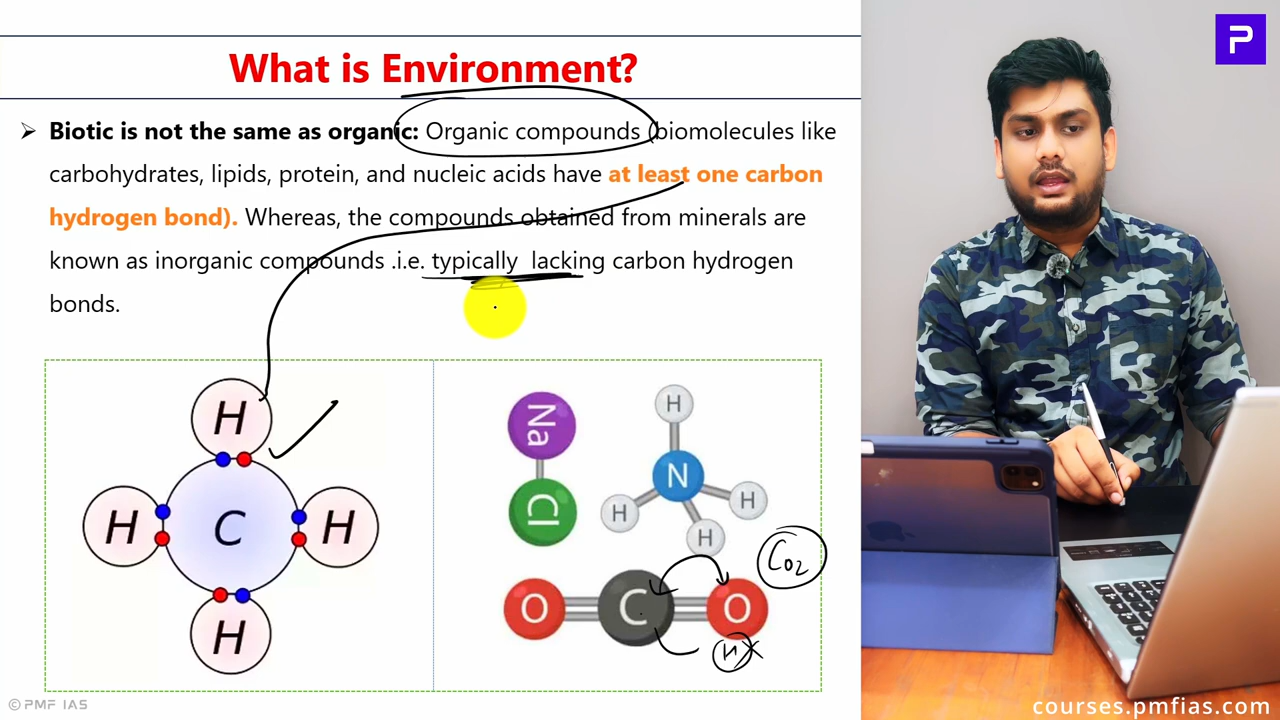 P
What is Environment?
➢ Biotic is not the same as organic: Organic compounds (biomolecules like
carbohydrates, lipids, protein, and nucleic acids have at least one carbon
hydrogen bond). Whereas, the compounds obtained from minerals are
known as inorganic compounds .i.e. typically lacking carbon hydrogen
bonds.
H
H C H
H
Na
Cl
H
N
H H
H
CO2
O C O
H X
© PMF IAS
courses.pmfias.com